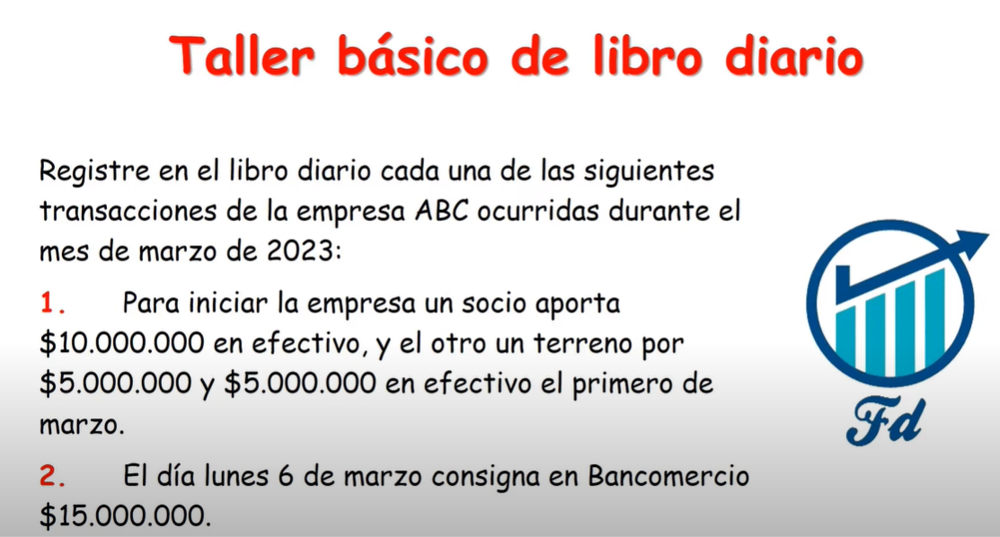 Taller básico de libro diario
Registre en el libro diario cada una de las siguientes
transacciones de la empresa ABC ocurridas durante el
mes de marzo de 2023:
1. Para iniciar la empresa un socio aporta
$10.000.000 en efectivo, y el otro un terreno por
$5.000.000 y $5.000.000 en efectivo el primero de
marzo.
2. El día lunes 6 de marzo consigna en Bancomercio
$15.000.000.
Fd